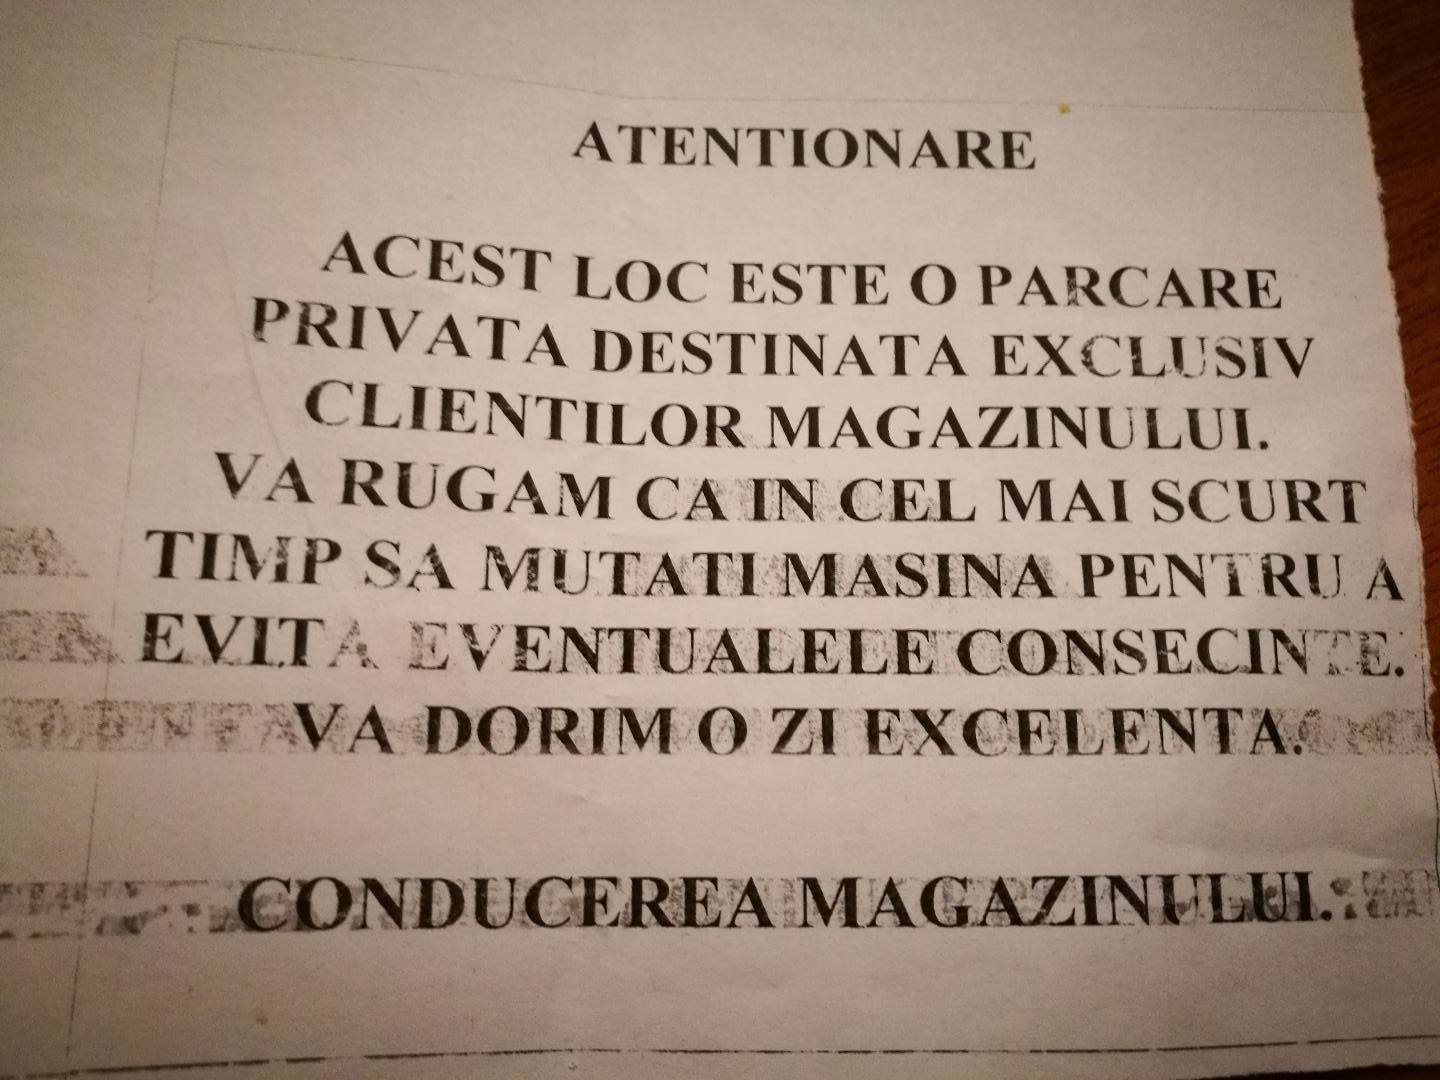 ATENTIONARE
ACEST LOC ESTE O PARCARE
PRIVATA DESTINATA EXCLUSIV
CLIENTILOR MAGAZINULUI.
VA RUGAM CA IN CEL MAI SCURT
TIMP SA MUTATI MASINA PENTRU A
EVITA EVENTUALELE CONSECINTE.
VA DORIM O ZI EXCELENTA.
CONDUCEREA MAGAZINULUI.